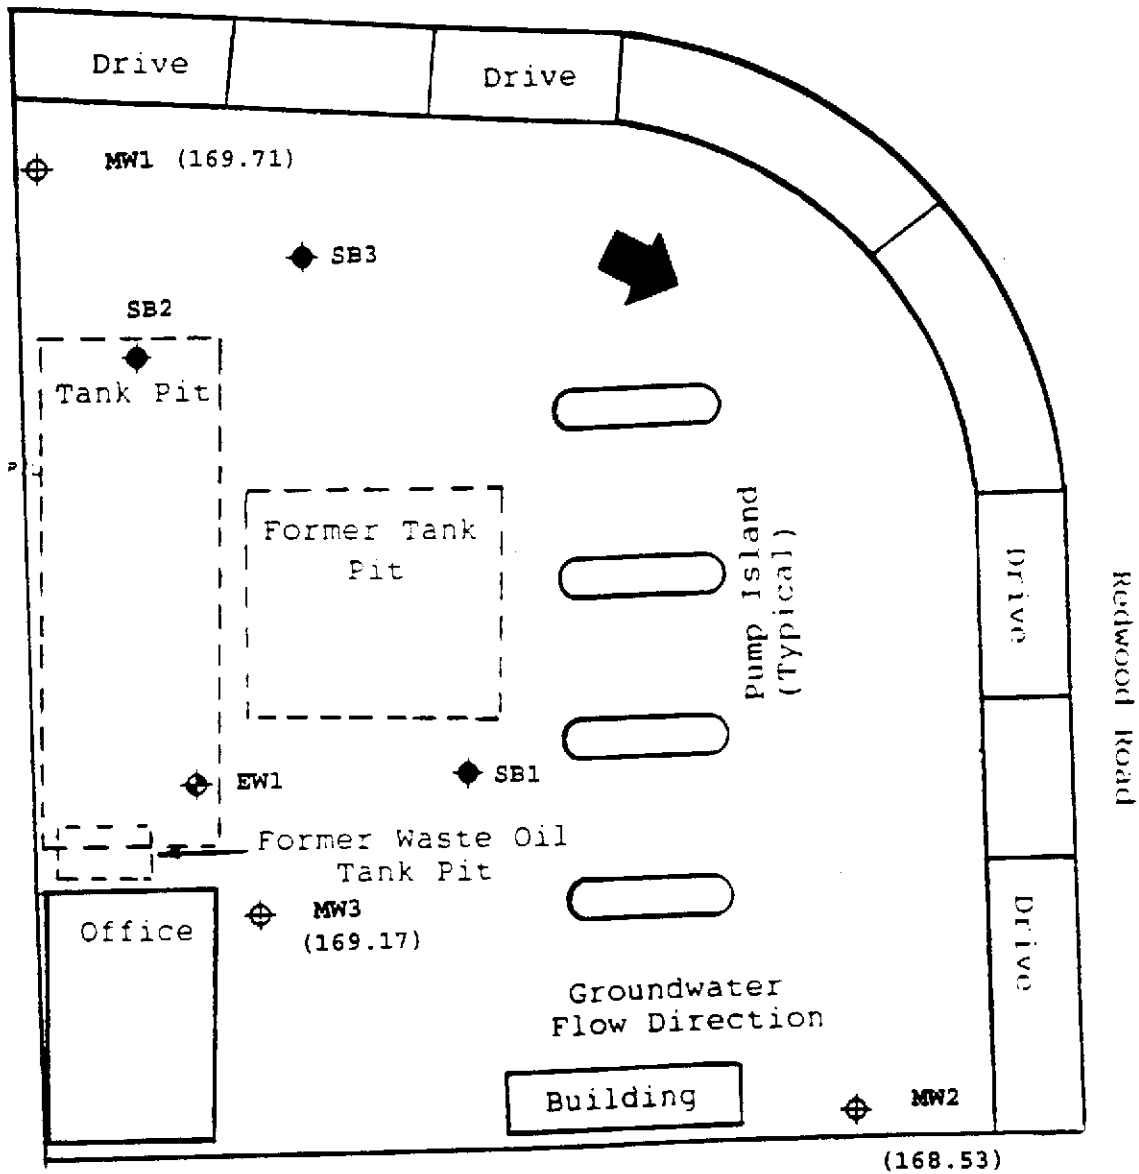 Drive
Drive
MW1 (169.71)
SB3
SB2
Tank Pit
Former Tank
Pit
Pump Island
(Typical)
Drive
Redwood Road
EW1
SB1
Former Waste Oil
Tank Pit
MW3
(169.17)
Office
Drive
Groundwater
Flow Direction
Building
MW2
(168.53)